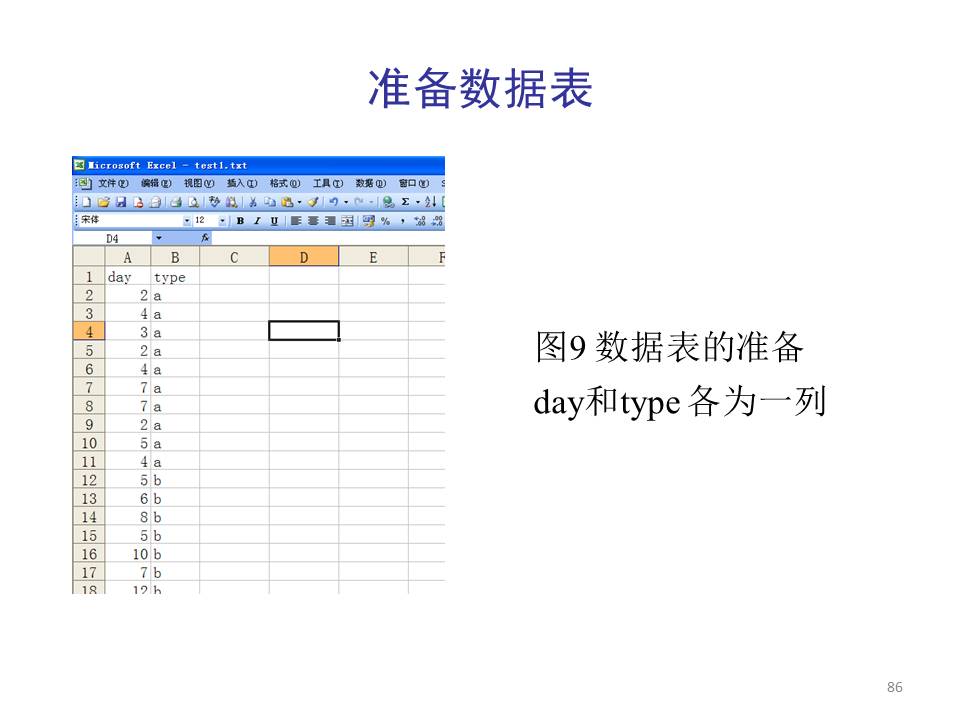 准备数据表
Microsoft Excel - test1.txt
文件(F) 编辑(E) 视图(V) 插入(I) 格式(O) 工具(T) 数据(D) 窗口(W)
宋体 12 B I U
D4 fx
A B C D E F
1 day type
2 2 a
3 4 a
4 3 a
5 2 a
6 4 a
7 7 a
8 7 a
9 2 a
10 5 a
11 4 a
12 5 b
13 6 b
14 8 b
15 5 b
16 10 b
17 7 b
18 12 b
图9 数据表的准备
day和type 各为一列
86